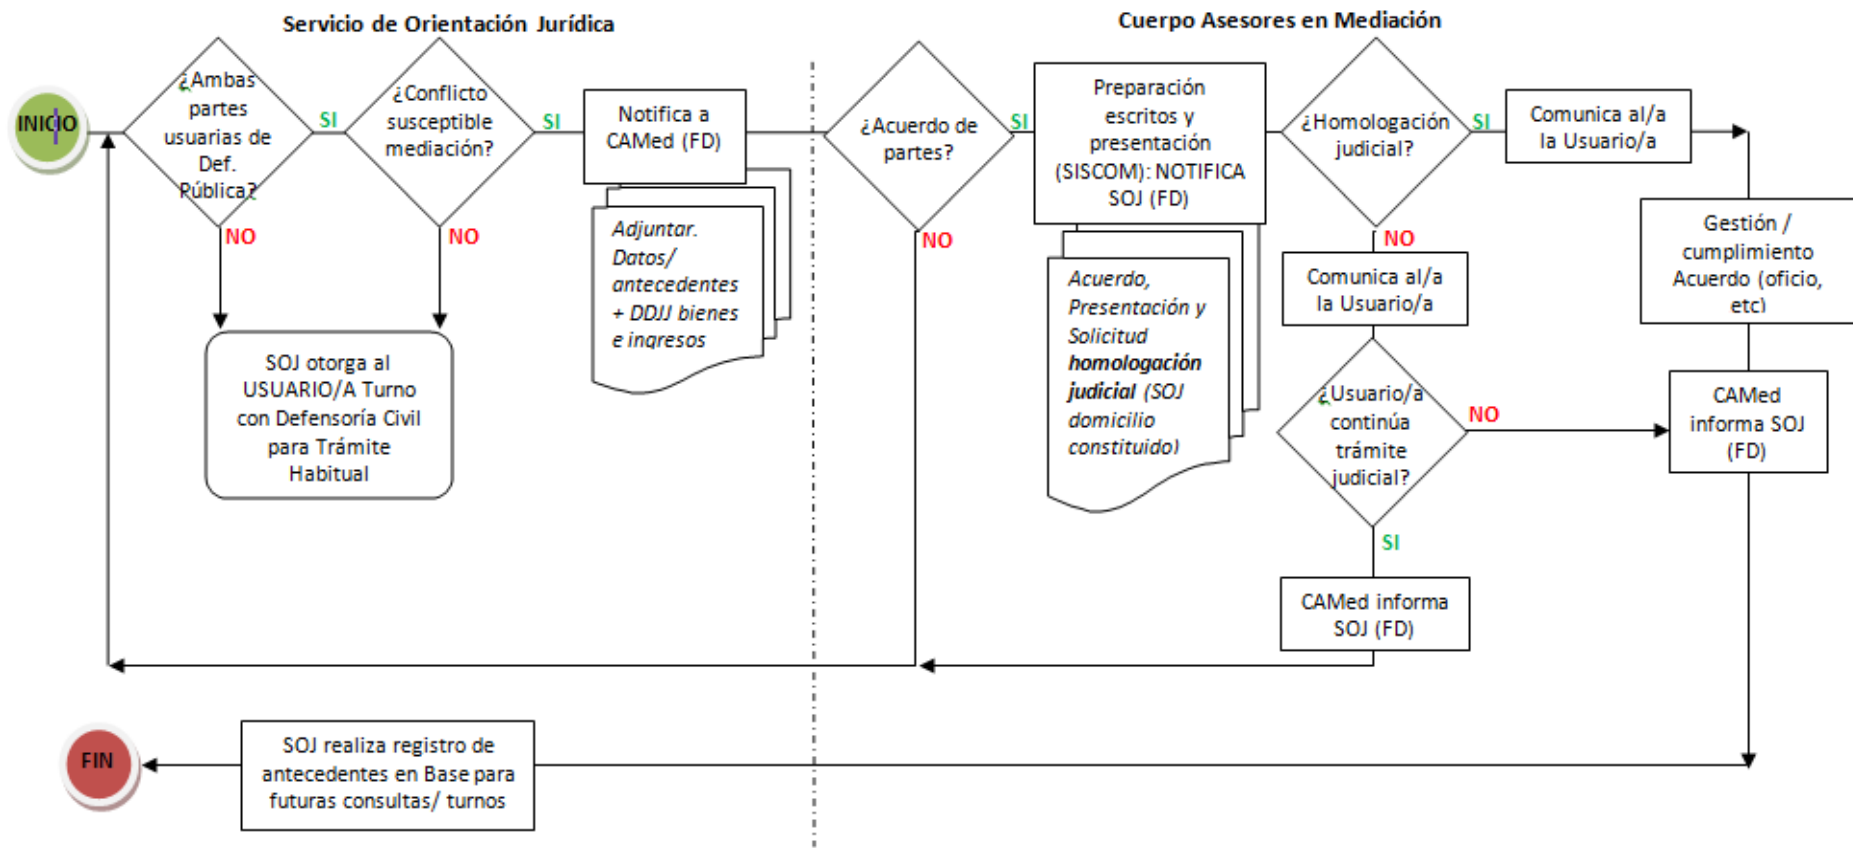 Servicio de Orientación Jurídica
Cuerpo Asesores en Mediación
INICIO
¿Ambas
partes
usuarias de
Def.
Pública?
SI
NO
¿Conflicto
susceptible
mediación?
SI
NO
Notifica a
CAMed (FD)
Adjuntar.
Datos/
antecedentes
+ DDJJ bienes
e ingresos
SOJ otorga al
USUARIO/A Turno
con Defensoría Civil
para Trámite
Habitual
¿Acuerdo de
partes?
SI
NO
Preparación
escritos y
presentación
(SISCOM): NOTIFICA
SOJ (FD)
Acuerdo,
Presentación y
Solicitud
homologación
judicial (SOJ
domicilio
constituido)
¿Homologación
judicial?
SI
NO
Comunica al/a
la Usuario/a
Comunica al/a
la Usuario/a
Gestión /
cumplimiento
Acuerdo (oficio,
etc)
¿Usuario/a
continúa
trámite
judicial?
NO
SI
CAMed
informa SOJ
(FD)
CAMed informa
SOJ (FD)
SOJ realiza registro de
antecedentes en Base para
futuras consultas/ turnos
FIN